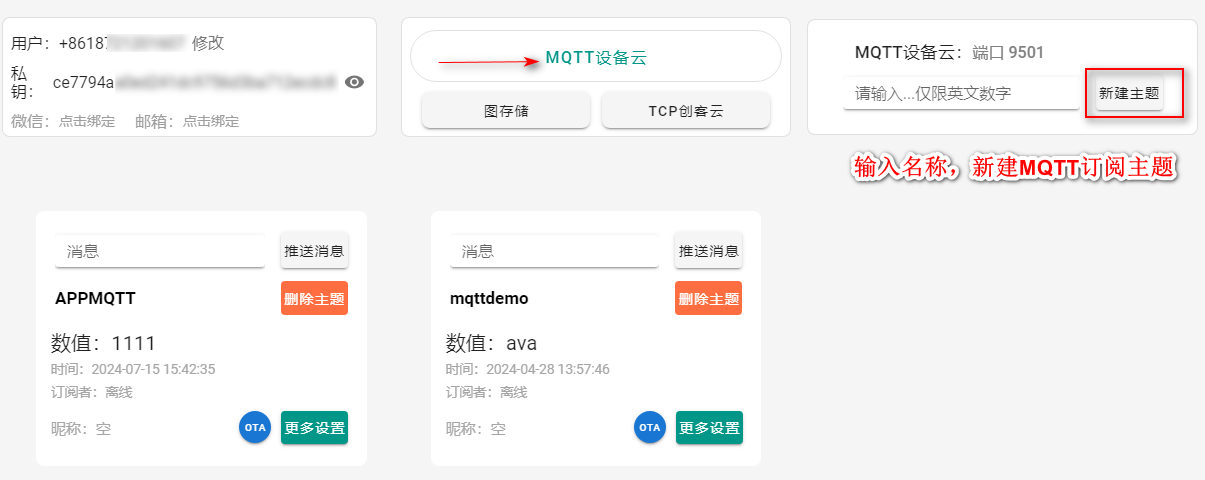 用户：+86187 修改
私钥： ce7794a
微信：点击绑定 邮箱：点击绑定
MQTT设备云
图存储 TCP创客云
MQTT设备云：端口 9501
请输入...仅限英文数字 新建主题
输入名称，新建MQTT订阅主题
消息 推送消息
APPMQTT 删除主题
数值：1111
时间：2024-07-15 15:42:35
订阅者：离线
昵称：空 OTA 更多设置
消息 推送消息
mqttdemo 删除主题
数值：ava
时间：2024-04-28 13:57:46
订阅者：离线
昵称：空 OTA 更多设置